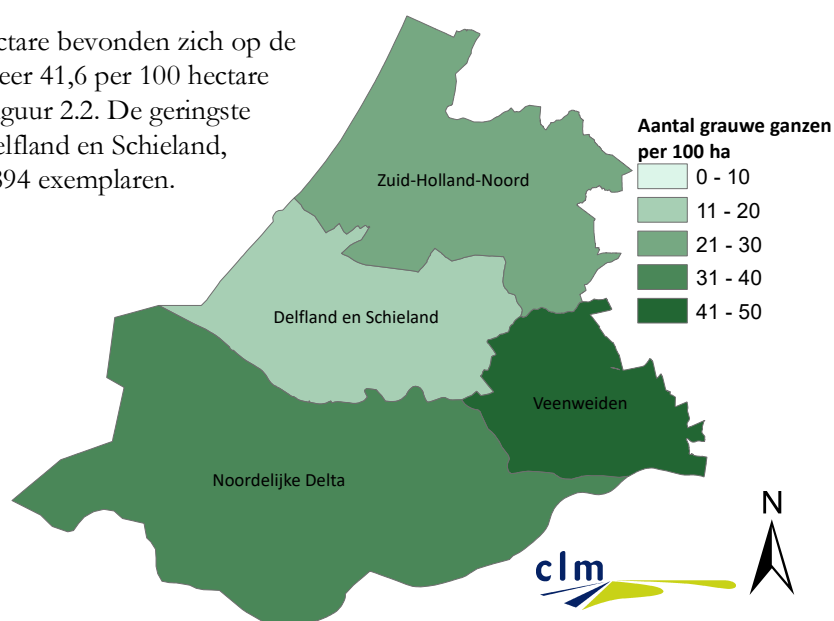 ctare bevonden zich op de
eer 41,6 per 100 hectare
guur 2.2. De geringste
elfland en Schieland,
394 exemplaren.
Aantal grauwe ganzen
per 100 ha
0 - 10
11 - 20
21 - 30
31 - 40
41 - 50
Zuid-Holland-Noord
Delfland en Schieland
Veenweiden
Noordelijke Delta
N
clm